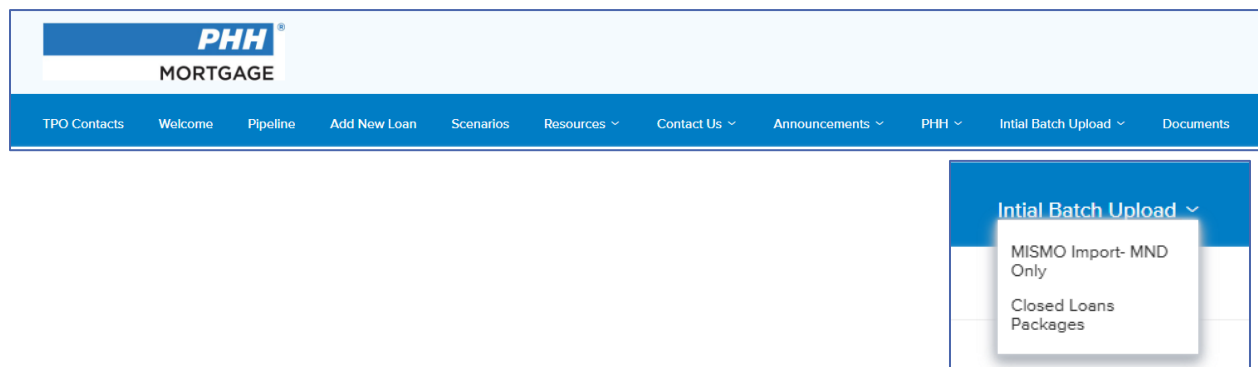 PHH®
MORTGAGE
TPO Contacts Welcome Pipeline Add New Loan Scenarios Resources Contact Us Announcements PHH Intial Batch Upload Documents
Intial Batch Upload
MISMO Import- MND
Only
Closed Loans
Packages